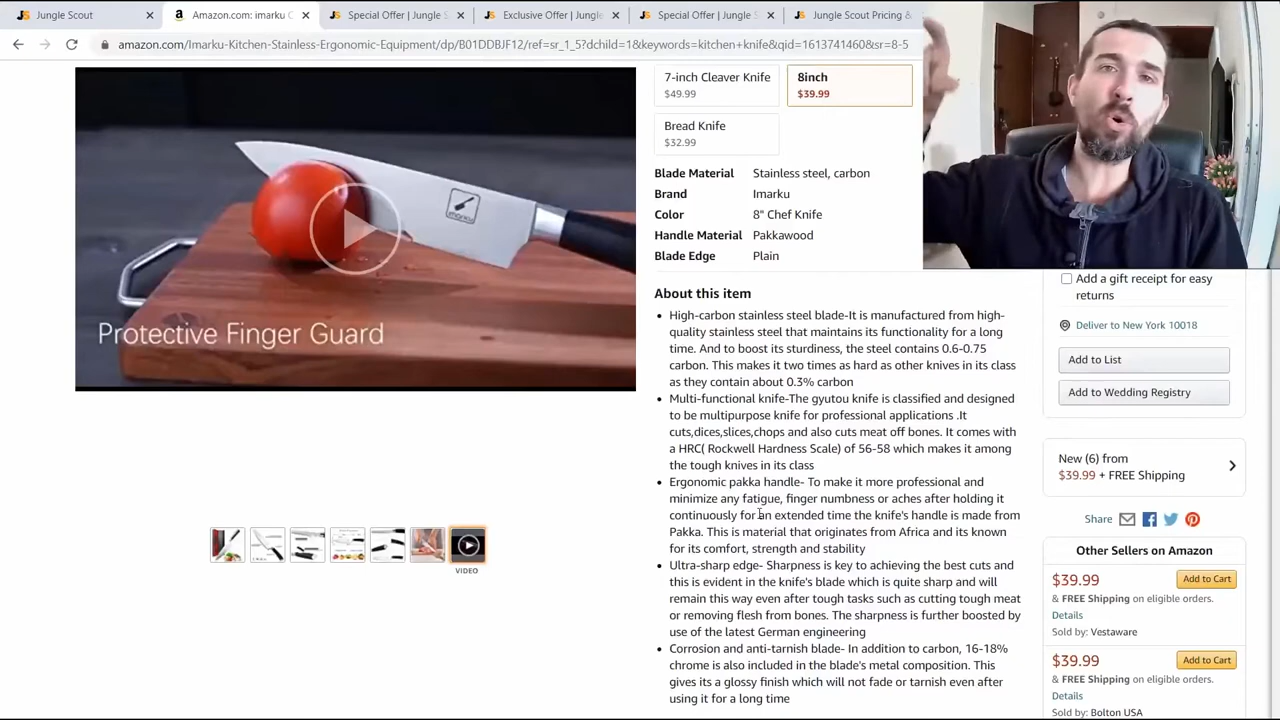 Jungle Scout
Amazon.com: imarku C
Special Offer | Jungle S
Exclusive Offer | Jungle
Special Offer | Jungle S
Jungle Scout Pricing &
amazon.com/Imarku-Kitchen-Stainless-Ergonomic-Equipment/dp/B01DDBJF12/ref=sr_1_5?dchild=1&keywords=kitchen+knife&qid=1613741460&sr=8-5
imarku
Protective Finger Guard
VIDEO
7-inch Cleaver Knife
$49.99
8inch
$39.99
Bread Knife
$32.99
Blade Material Stainless steel, carbon
Brand Imarku
Color 8" Chef Knife
Handle Material Pakkawood
Blade Edge Plain
About this item
High-carbon stainless steel blade-It is manufactured from high-
quality stainless steel that maintains its functionality for a long
time. And to boost its sturdiness, the steel contains 0.6-0.75
carbon. This makes it two times as hard as other knives in its class
as they contain about 0.3% carbon
Multi-functional knife-The gyutou knife is classified and designed
to be multipurpose knife for professional applications .It
cuts,dices,slices,chops and also cuts meat off bones. It comes with
a HRC( Rockwell Hardness Scale) of 56-58 which makes it among
the tough knives in its class
Ergonomic pakka handle- To make it more professional and
minimize any fatigue, finger numbness or aches after holding it
continuously for an extended time the knife's handle is made from
Pakka. This is material that originates from Africa and its known
for its comfort, strength and stability
Ultra-sharp edge- Sharpness is key to achieving the best cuts and
this is evident in the knife's blade which is quite sharp and will
remain this way even after tough tasks such as cutting tough meat
or removing flesh from bones. The sharpness is further boosted by
use of the latest German engineering
Corrosion and anti-tarnish blade- In addition to carbon, 16-18%
chrome is also included in the blade's metal composition. This
gives its a glossy finish which will not fade or tarnish even after
using it for a long time
Add a gift receipt for easy
returns
Deliver to New York 10018
Add to List
Add to Wedding Registry
New (6) from
$39.99 + FREE Shipping
Share
Other Sellers on Amazon
$39.99 Add to Cart
& FREE Shipping on eligible orders.
Details
Sold by: Vestaware
$39.99 Add to Cart
& FREE Shipping on eligible orders.
Details
Sold by: Bolton USA